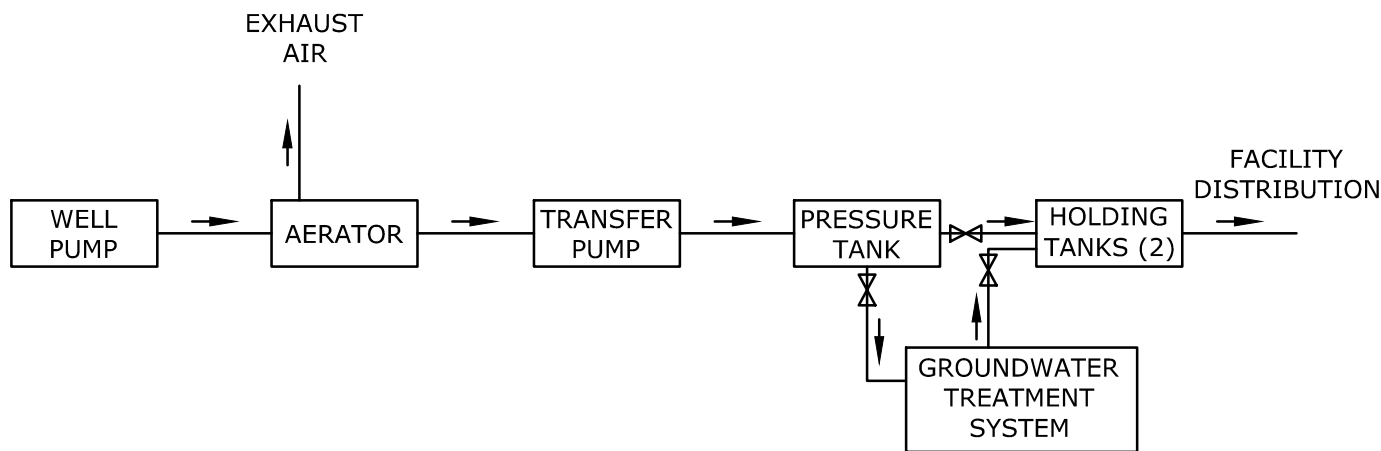 EXHAUST
AIR
WELL
PUMP
AERATOR
TRANSFER
PUMP
PRESSURE
TANK
HOLDING
TANKS (2)
FACILITY
DISTRIBUTION
GROUNDWATER
TREATMENT
SYSTEM